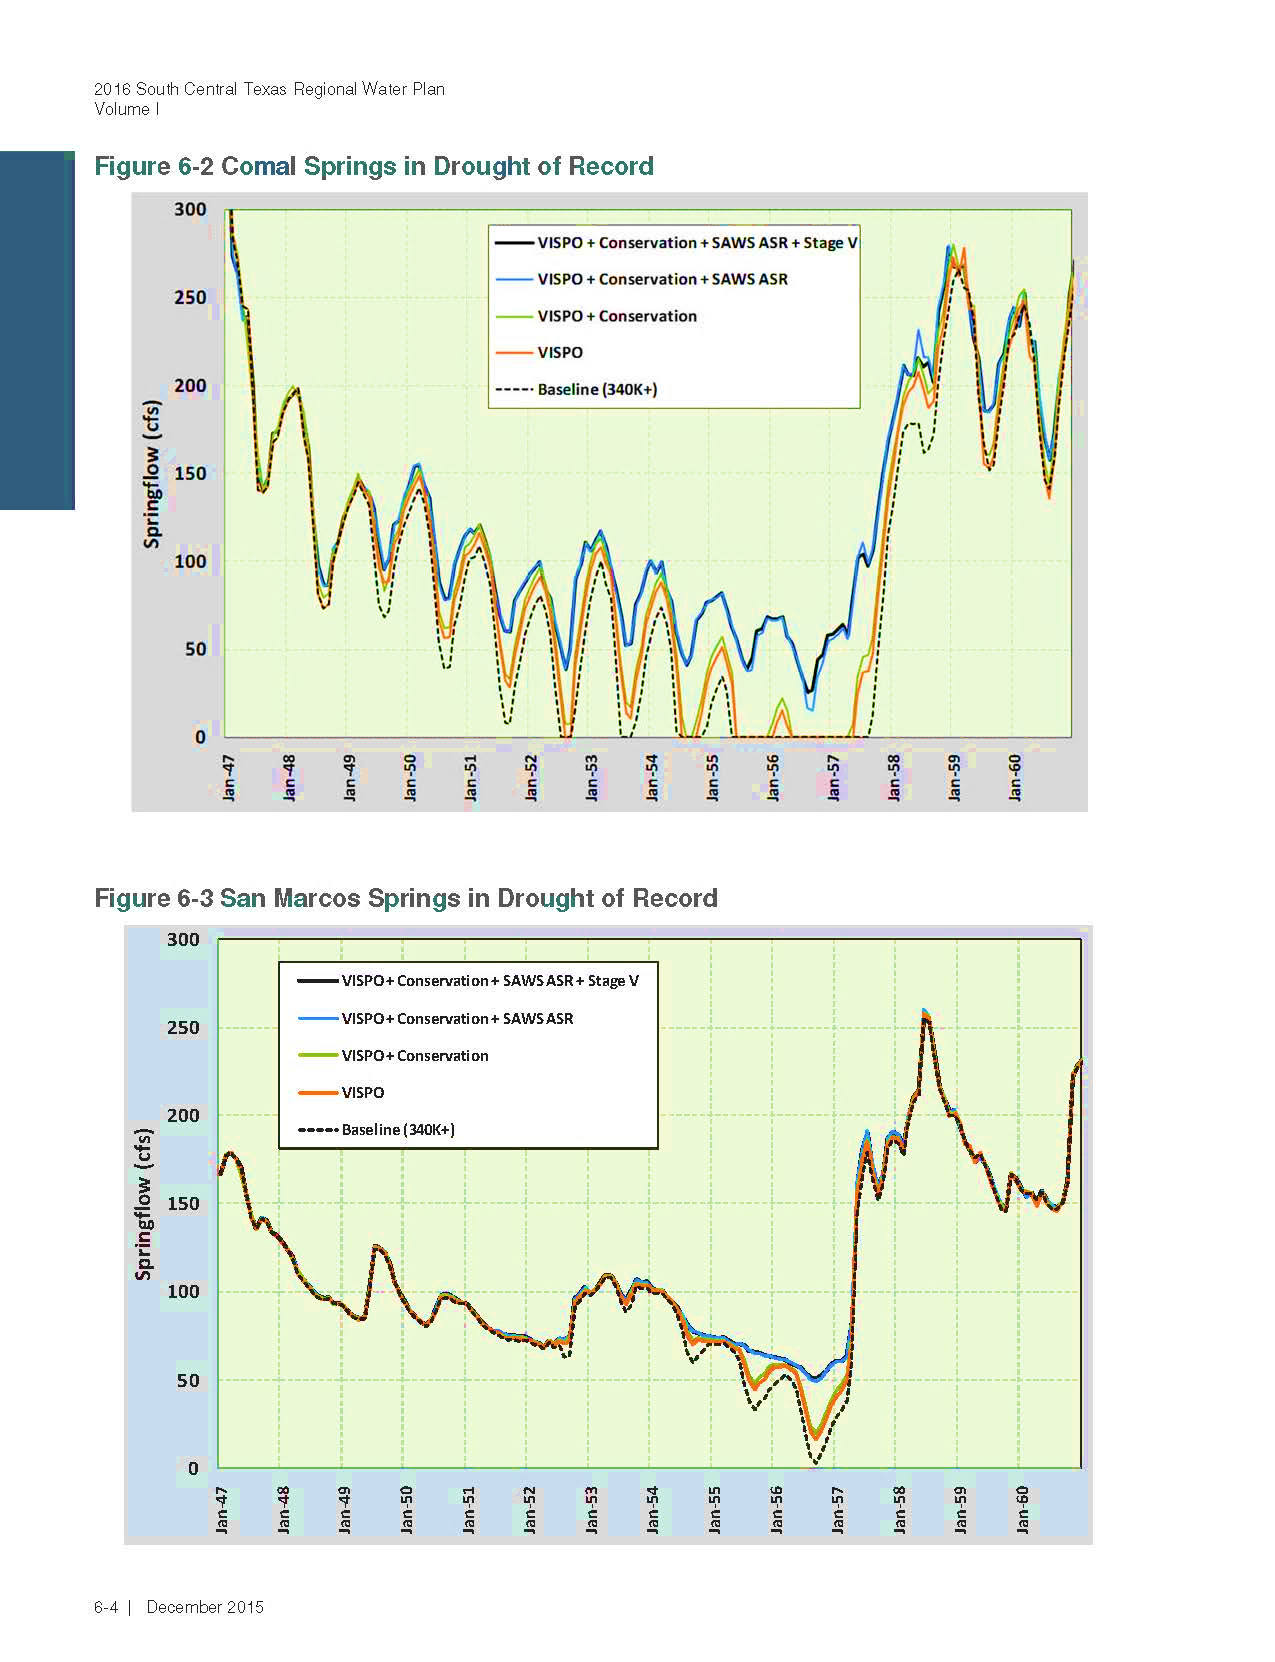 2016 South Central Texas Regional Water Plan
Volume I
Figure 6-2 Comal Springs in Drought of Record
300
250
200
150
100
50
0
Springflow (cfs)
VISPO + Conservation + SAWS ASR + Stage V
VISPO + Conservation + SAWS ASR
VISPO + Conservation
VISPO
Baseline (340K+)
Jan-47
Jan-48
Jan-49
Jan-50
Jan-51
Jan-52
Jan-53
Jan-54
Jan-55
Jan-56
Jan-57
Jan-58
Jan-59
Jan-60
Figure 6-3 San Marcos Springs in Drought of Record
300
250
200
150
100
50
0
Springflow (cfs)
VISPO+ Conservation + SAWS ASR + Stage V
VISPO+ Conservation + SAWS ASR
VISPO+ Conservation
VISPO
Baseline (340K+)
Jan-47
Jan-48
Jan-49
Jan-50
Jan-51
Jan-52
Jan-53
Jan-54
Jan-55
Jan-56
Jan-57
Jan-58
Jan-59
Jan-60
6-4 | December 2015